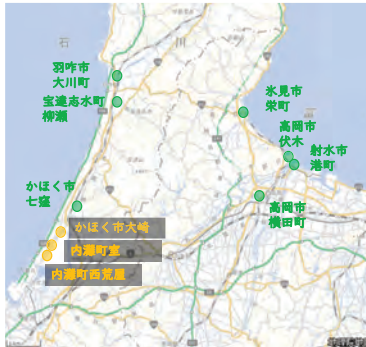 石
羽咋市
大川町
宝達志水町
柳瀬
氷見市
栄町
高岡市
伏木
射水市
港町
かほく市
七窪
高岡市
横田町
かほく市大崎
内灘町室
内灘町西荒屋